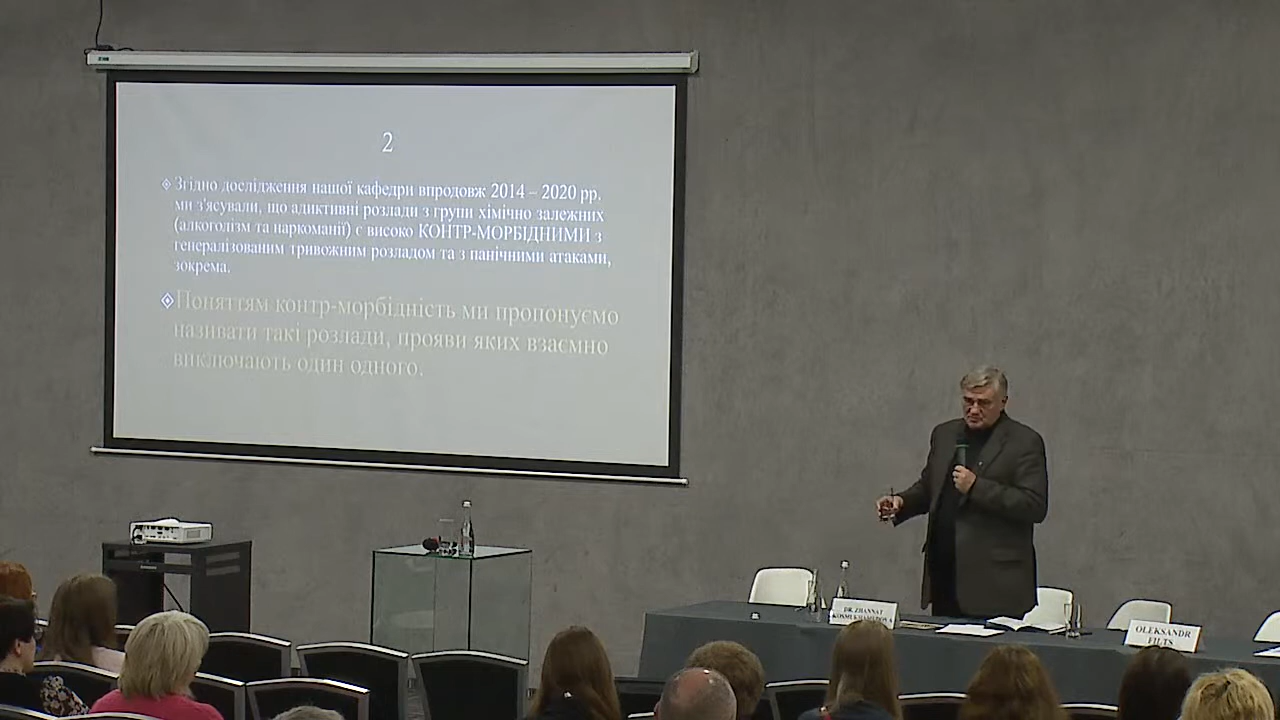 2
Згідно дослідження нашої кафедри впродовж 2014 – 2020 рр.
ми з'ясували, що адиктивні розлади з групи хімічно залежних
(алкоголізм та наркоманії) є високо КОНТР-МОРБІДНИМИ з
генералізованим тривожним розладом та з панічними атаками,
зокрема.
Поняттям контр-морбідність ми пропонуємо
називати такі розлади, прояви яких взаємно
виключають один одного.
DR ZHANNAT
OLEKSANDR
FILTS